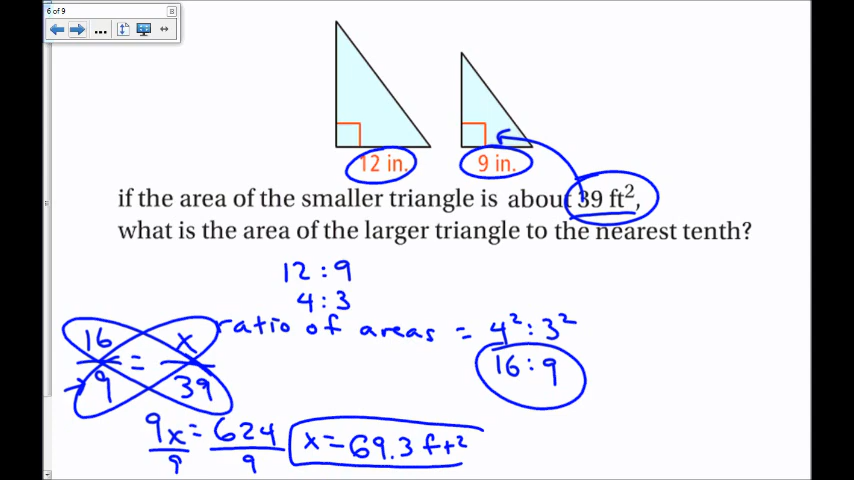 6 of 9
12 in.
9 in.
if the area of the smaller triangle is about 39 ft²,
what is the area of the larger triangle to the nearest tenth?
12 : 9
4 : 3
ratio of areas = 4² : 3²
16 : 9
16/9 = x/39
9x/9 = 624/9
x = 69.3 ft²